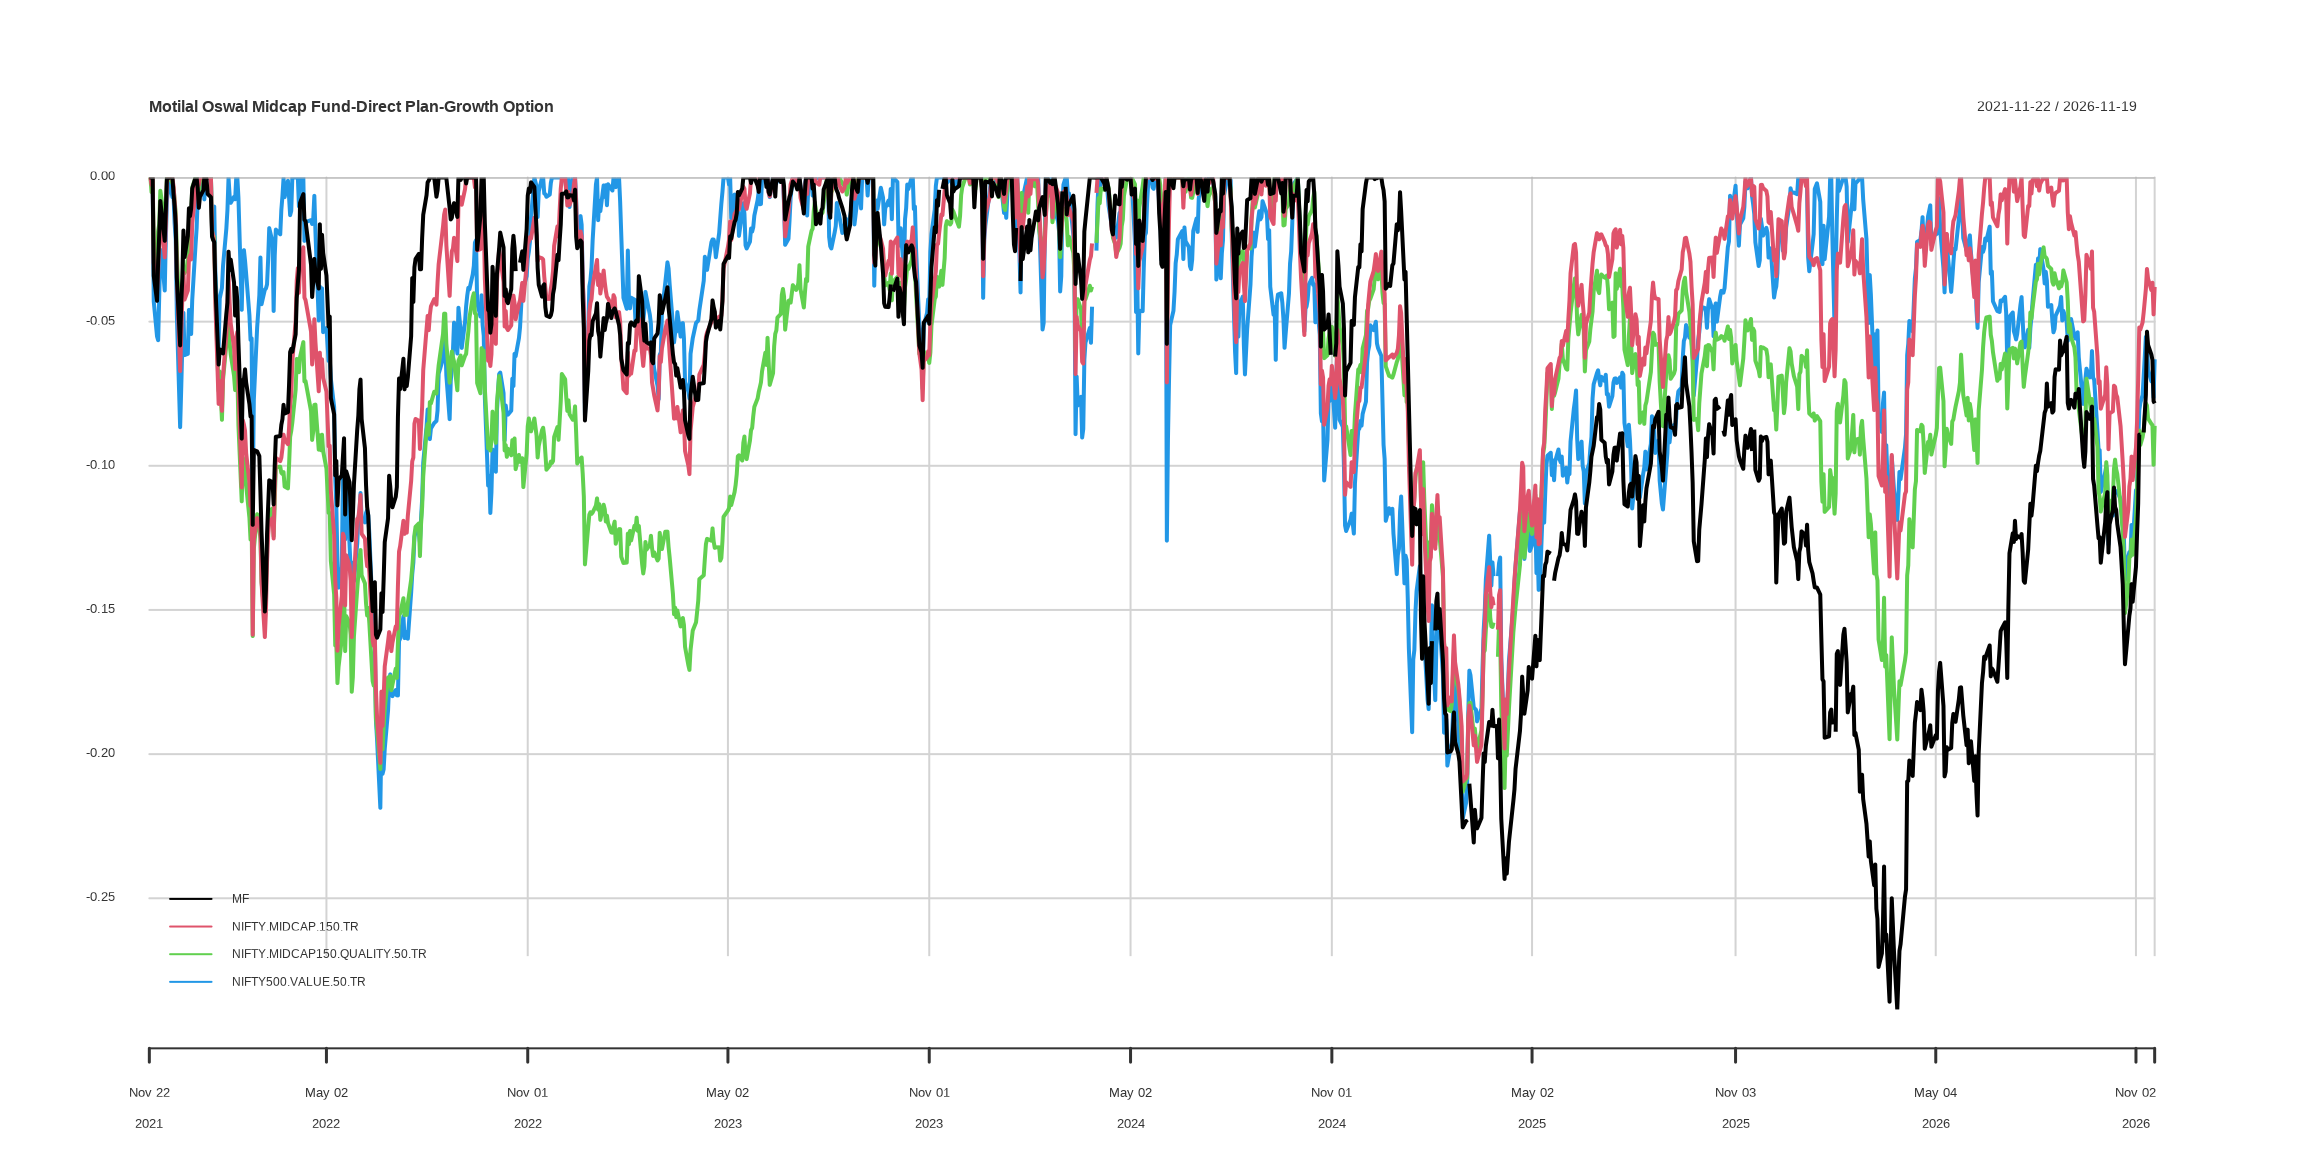 Motilal Oswal Midcap Fund-Direct Plan-Growth Option
2021-11-22 / 2026-11-19
0.00
-0.05
-0.10
-0.15
-0.20
-0.25
MF
NIFTY.MIDCAP.150.TR
NIFTY.MIDCAP150.QUALITY.50.TR
NIFTY500.VALUE.50.TR
Nov 22 May 02 Nov 01 May 02 Nov 01 May 02 Nov 01 May 02 Nov 03 May 04 Nov 02
2021 2022 2022 2023 2023 2024 2024 2025 2025 2026 2026